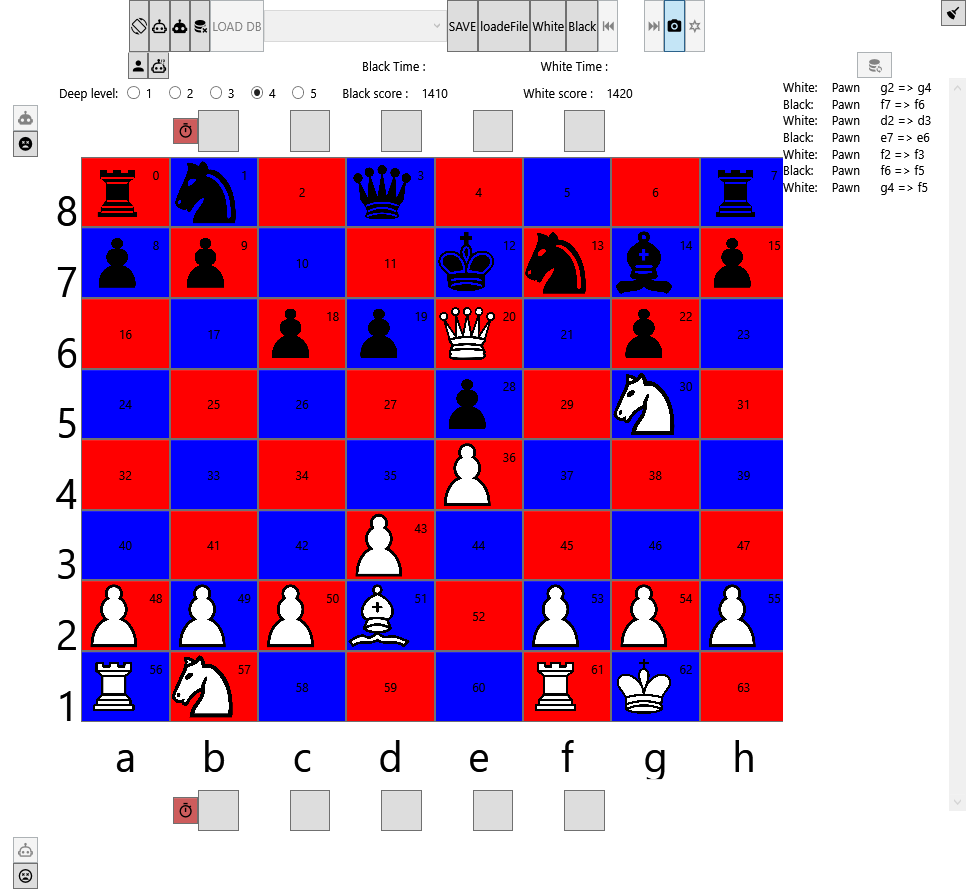 LOAD DB SAVE loadeFile White Black
Black Time : White Time :
Deep level: 1 2 3 4 5 Black score : 1410 White score : 1420
White: Pawn g2 => g4
Black: Pawn f7 => f6
White: Pawn d2 => d3
Black: Pawn e7 => e6
White: Pawn f2 => f3
Black: Pawn f6 => f5
White: Pawn g4 => f5
8 0 1 2 3 4 5 6 7
7 8 9 10 11 12 13 14 15
6 16 17 18 19 20 21 22 23
5 24 25 26 27 28 29 30 31
4 32 33 34 35 36 37 38 39
3 40 41 42 43 44 45 46 47
2 48 49 50 51 52 53 54 55
1 56 57 58 59 60 61 62 63
a b c d e f g h